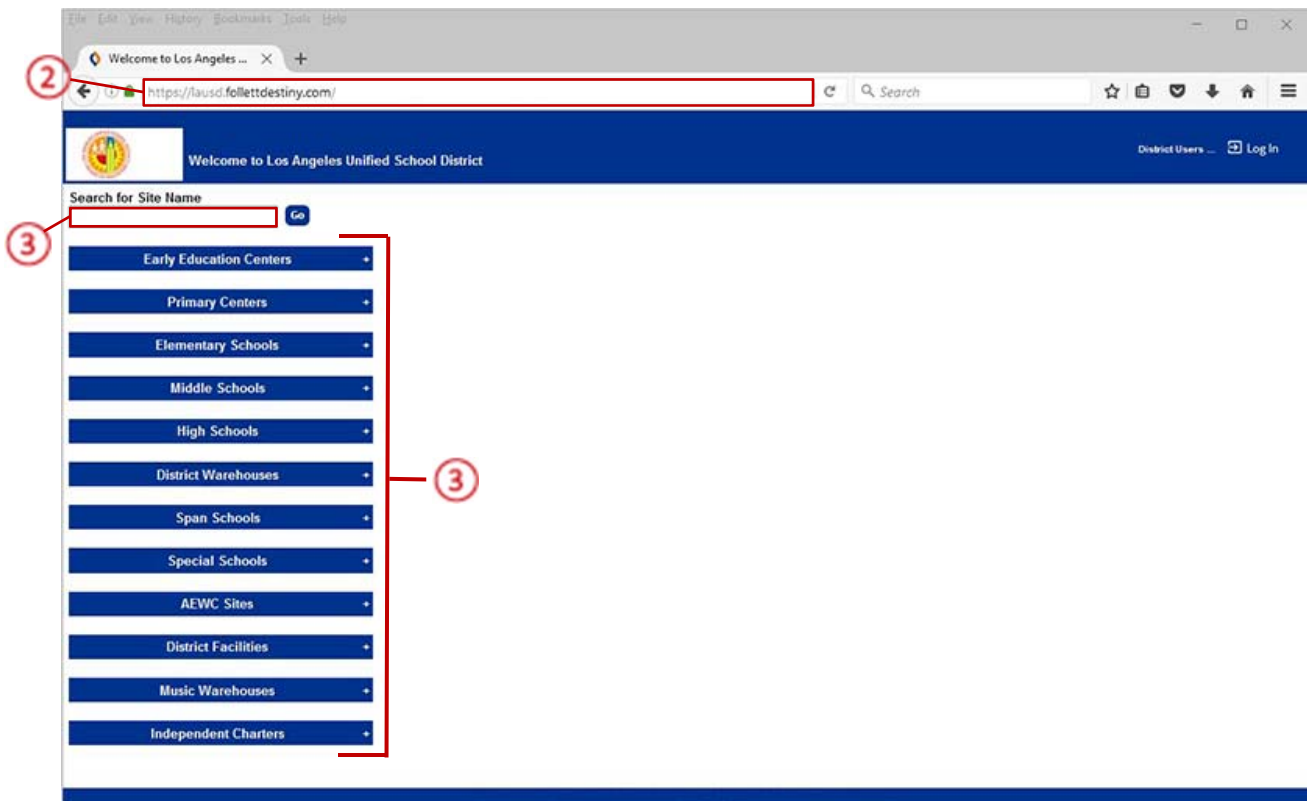 File Edit View History Bookmarks Tools Help
Welcome to Los Angeles ...
2
https://lausd.follettdestiny.com/
Search
Welcome to Los Angeles Unified School District
District Users ... Log In
Search for Site Name
Go
3
Early Education Centers +
Primary Centers +
Elementary Schools +
Middle Schools +
High Schools +
District Warehouses +
3
Span Schools +
Special Schools +
AEWC Sites +
District Facilities +
Music Warehouses +
Independent Charters +